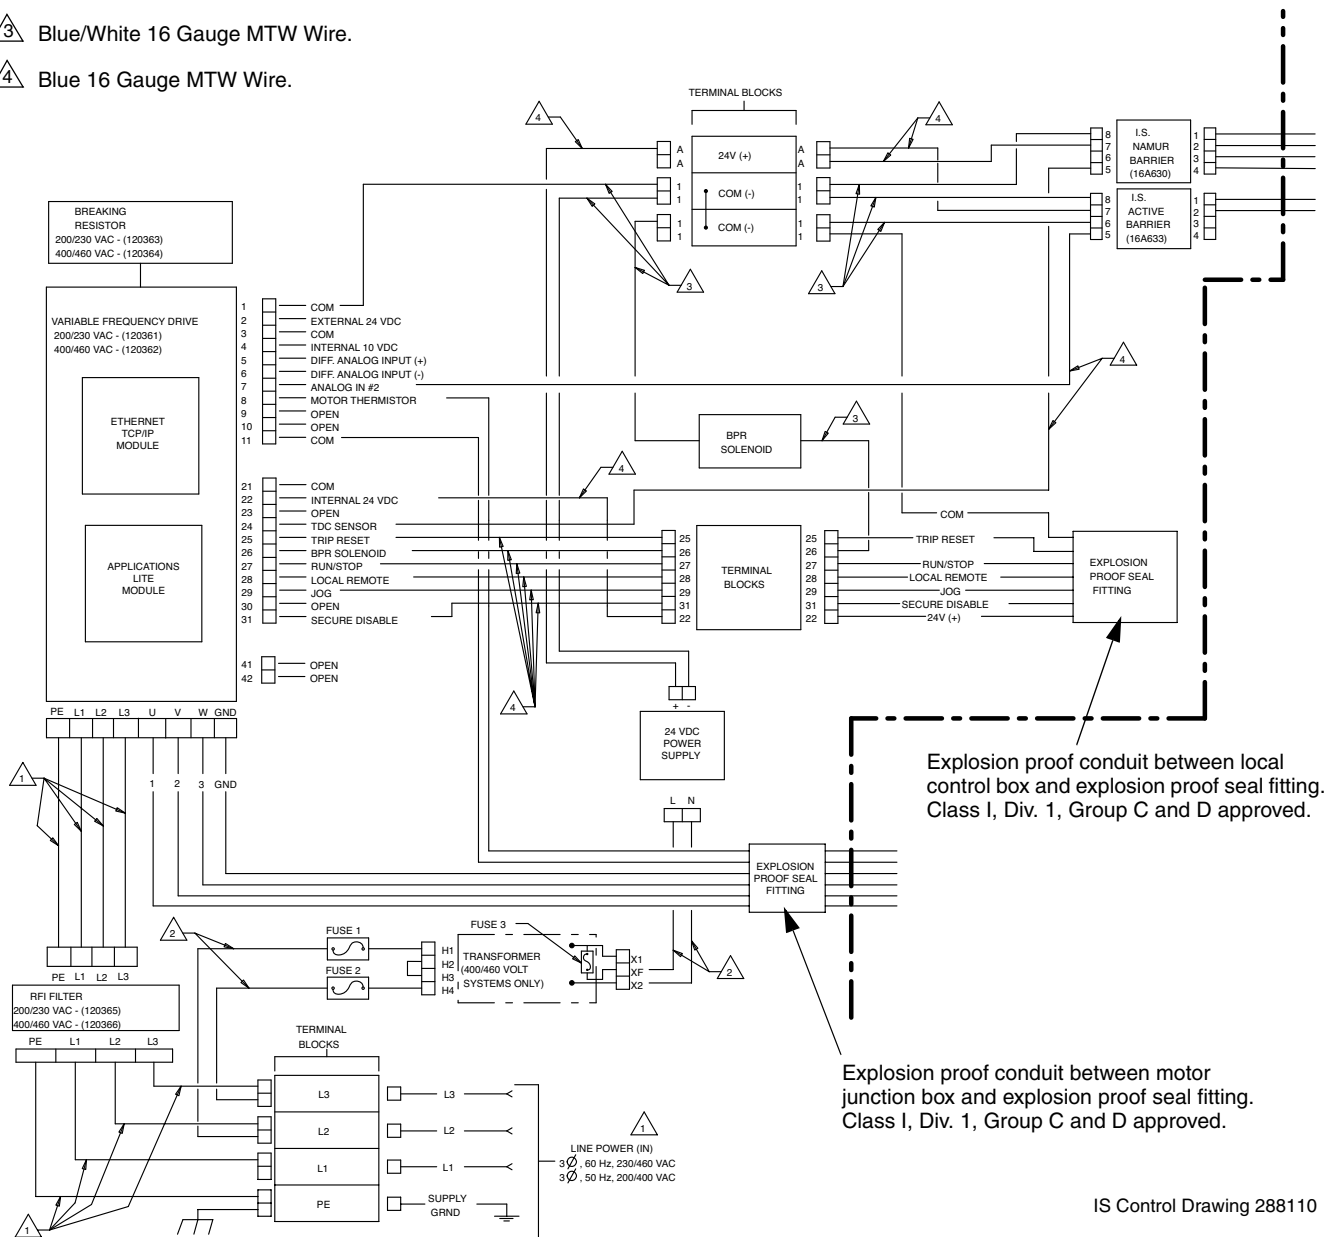 3 Blue/White 16 Gauge MTW Wire.
4 Blue 16 Gauge MTW Wire.
TERMINAL BLOCKS
4
4
A
A
24V (+)
A
A
1
1
COM (-)
1
1
1
1
COM (-)
1
1
3
3
8
7
6
5
I.S.
NAMUR
BARRIER
(16A630)
1
2
3
4
8
7
6
5
I.S.
ACTIVE
BARRIER
(16A633)
1
2
3
4
BREAKING
RESISTOR
200/230 VAC - (120363)
400/460 VAC - (120364)
VARIABLE FREQUENCY DRIVE
200/230 VAC - (120361)
400/460 VAC - (120362)
ETHERNET
TCP/IP
MODULE
APPLICATIONS
LITE
MODULE
1 COM
2 EXTERNAL 24 VDC
3 COM
4 INTERNAL 10 VDC
5 DIFF. ANALOG INPUT (+)
6 DIFF. ANALOG INPUT (-)
7 ANALOG IN #2
8 MOTOR THERMISTOR
9 OPEN
10 OPEN
11 COM
21 COM
22 INTERNAL 24 VDC
23 OPEN
24 TDC SENSOR
25 TRIP RESET
26 BPR SOLENOID
27 RUN/STOP
28 LOCAL REMOTE
29 JOG
30 OPEN
31 SECURE DISABLE
41 OPEN
42 OPEN
4
4
3
4
BPR
SOLENOID
25
26
27
28
29
31
22
TERMINAL
BLOCKS
25
26
27
28
29
31
22
COM
TRIP RESET
RUN/STOP
LOCAL REMOTE
JOG
SECURE DISABLE
24V (+)
EXPLOSION
PROOF SEAL
FITTING
PE L1 L2 L3 U V W GND
1
1 2 3 GND
+ -
24 VDC
POWER
SUPPLY
L N
Explosion proof conduit between local
control box and explosion proof seal fitting.
Class I, Div. 1, Group C and D approved.
EXPLOSION
PROOF SEAL
FITTING
2
FUSE 1
FUSE 2
FUSE 3
H1
H2
H3
H4
TRANSFORMER
(400/460 VOLT
SYSTEMS ONLY)
X1
XF
X2
2
PE L1 L2 L3
RFI FILTER
200/230 VAC - (120365)
400/460 VAC - (120366)
PE L1 L2 L3
TERMINAL
BLOCKS
L3 L3
L2 L2
L1 L1
PE SUPPLY
GRND
1
1
LINE POWER (IN)
3Ø, 60 Hz, 230/460 VAC
3Ø, 50 Hz, 200/400 VAC
Explosion proof conduit between motor
junction box and explosion proof seal fitting.
Class I, Div. 1, Group C and D approved.
IS Control Drawing 288110